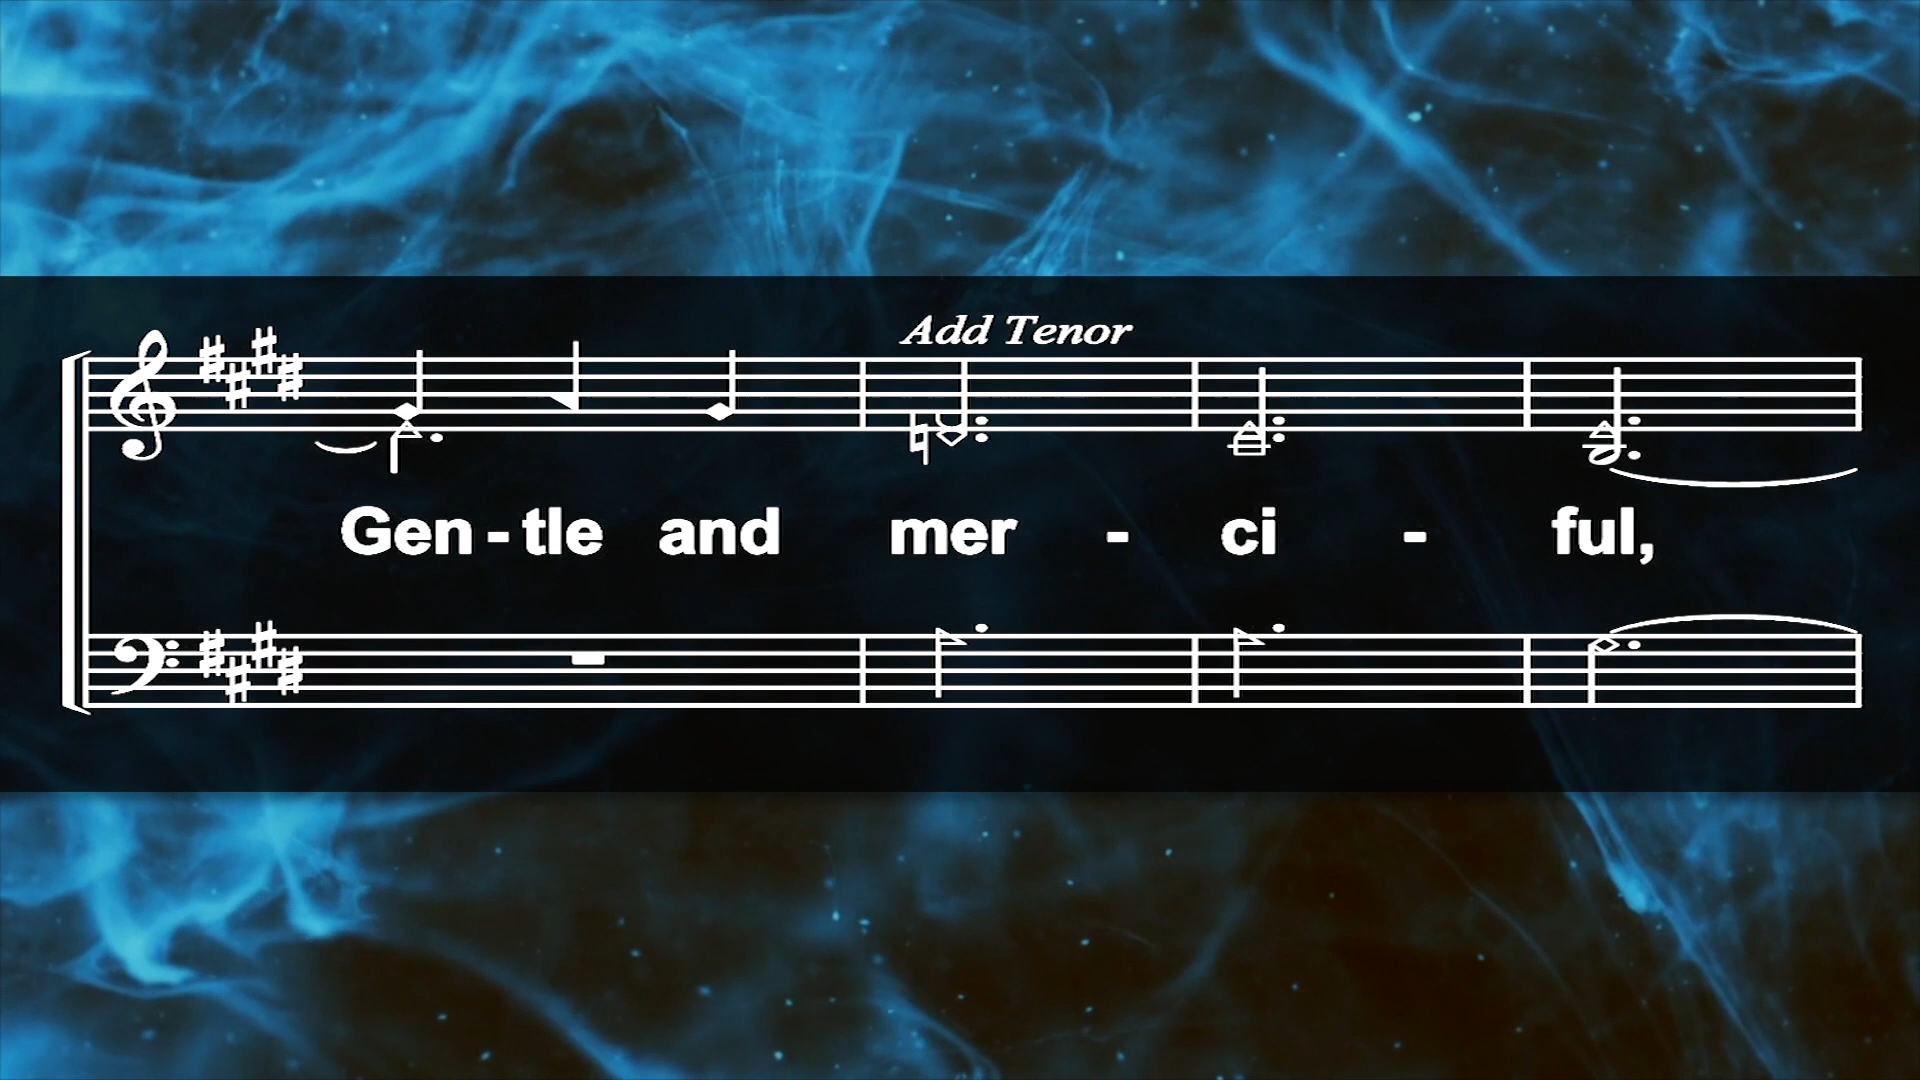 Add Tenor
Gen - tle and mer - ci - ful,